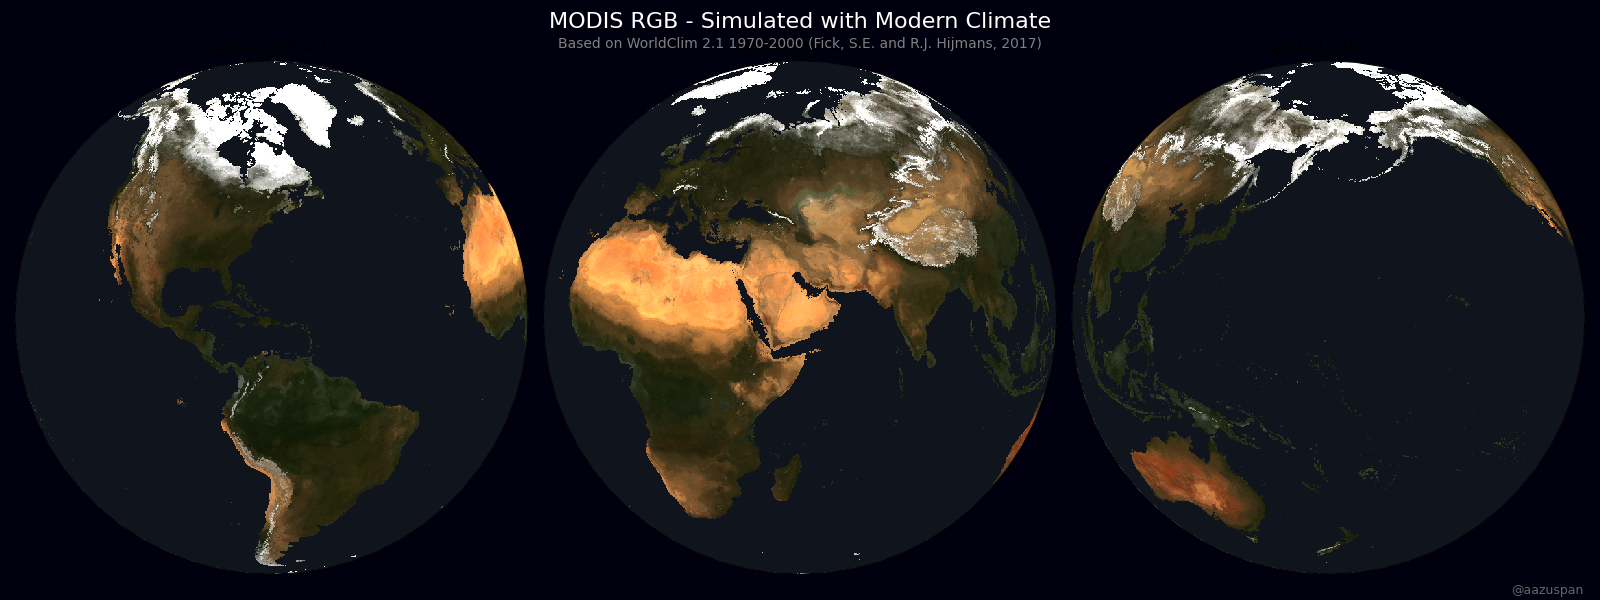 MODIS RGB - Simulated with Modern Climate
Based on WorldClim 2.1 1970-2000 (Fick, S.E. and R.J. Hijmans, 2017)
@aazuspan